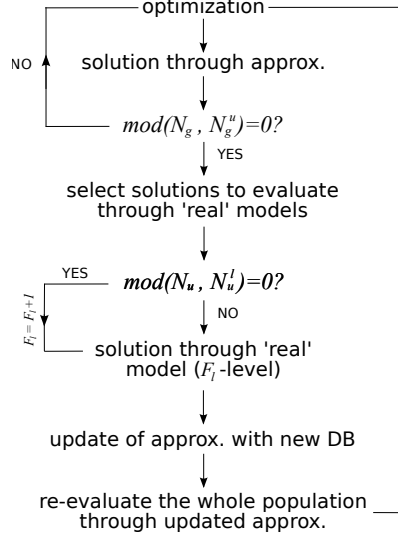 optimization
solution through approx.
NO
mod(N_g , N_g^u)=0?
YES
select solutions to evaluate
through 'real' models
YES
mod(N_u , N_u^l)=0?
NO
F_l = F_l+1
solution through 'real'
model (F_l-level)
update of approx. with new DB
re-evaluate the whole population
through updated approx.